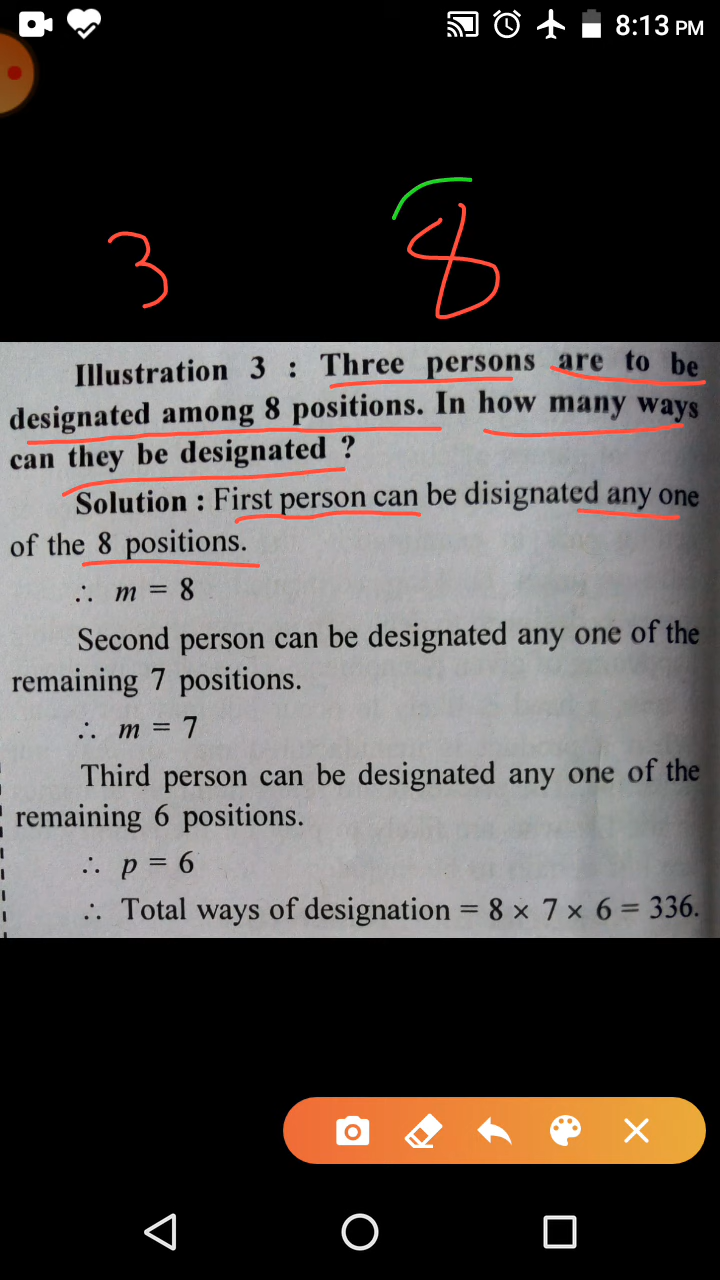 8:13 PM
3 8
Illustration 3 : Three persons are to be
designated among 8 positions. In how many ways
can they be designated ?
Solution : First person can be disignated any one
of the 8 positions.
∴ m = 8
Second person can be designated any one of the
remaining 7 positions.
∴ m = 7
Third person can be designated any one of the
remaining 6 positions.
∴ p = 6
∴ Total ways of designation = 8 × 7 × 6 = 336.